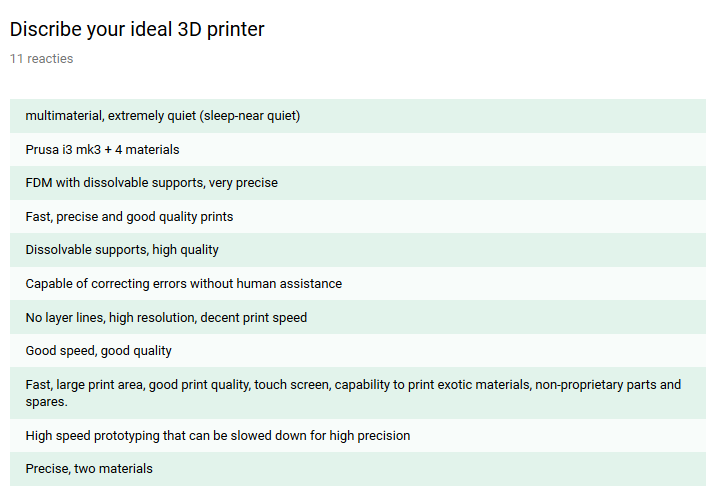 Discribe your ideal 3D printer
11 reacties
multimaterial, extremely quiet (sleep-near quiet)
Prusa i3 mk3 + 4 materials
FDM with dissolvable supports, very precise
Fast, precise and good quality prints
Dissolvable supports, high quality
Capable of correcting errors without human assistance
No layer lines, high resolution, decent print speed
Good speed, good quality
Fast, large print area, good print quality, touch screen, capability to print exotic materials, non-proprietary parts and
spares.
High speed prototyping that can be slowed down for high precision
Precise, two materials